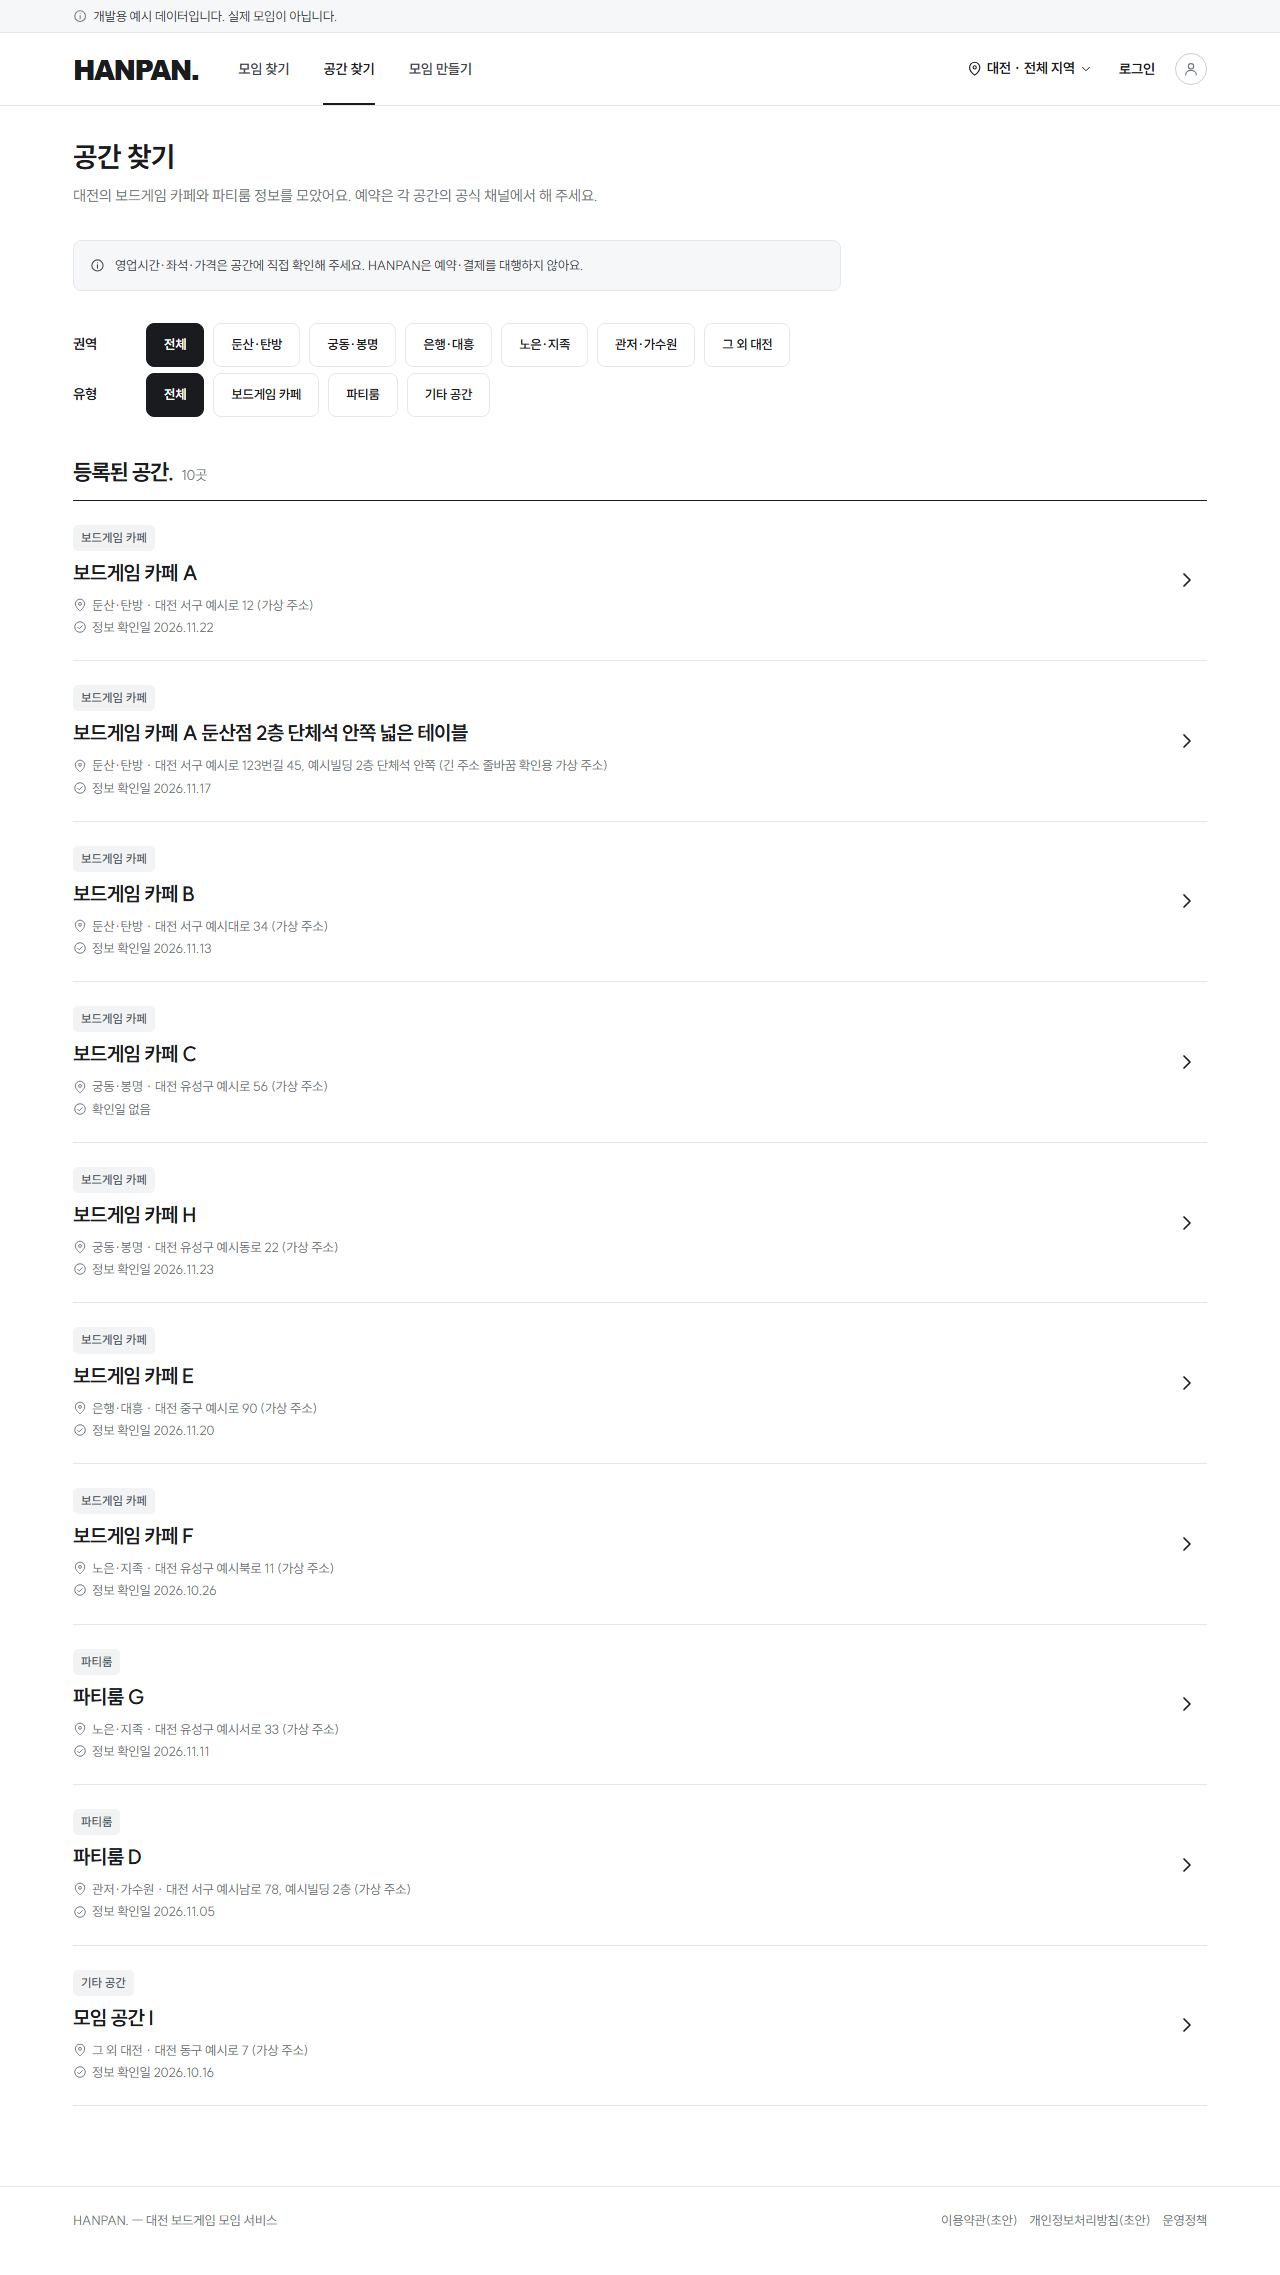 개발용 예시 데이터입니다. 실제 모임이 아닙니다.
HANPAN. 모임 찾기 공간 찾기 모임 만들기 대전 · 전체 지역 로그인
공간 찾기
대전의 보드게임 카페와 파티룸 정보를 모았어요. 예약은 각 공간의 공식 채널에서 해 주세요.
영업시간·좌석·가격은 공간에 직접 확인해 주세요. HANPAN은 예약·결제를 대행하지 않아요.
권역 전체 둔산·탄방 궁동·봉명 은행·대흥 노은·지족 관저·가수원 그 외 대전
유형 전체 보드게임 카페 파티룸 기타 공간
등록된 공간. 10곳
보드게임 카페
보드게임 카페 A
둔산·탄방 · 대전 서구 예시로 12 (가상 주소)
정보 확인일 2026.11.22
보드게임 카페
보드게임 카페 A 둔산점 2층 단체석 안쪽 넓은 테이블
둔산·탄방 · 대전 서구 예시로 123번길 45, 예시빌딩 2층 단체석 안쪽 (긴 주소 줄바꿈 확인용 가상 주소)
정보 확인일 2026.11.17
보드게임 카페
보드게임 카페 B
둔산·탄방 · 대전 서구 예시대로 34 (가상 주소)
정보 확인일 2026.11.13
보드게임 카페
보드게임 카페 C
궁동·봉명 · 대전 유성구 예시로 56 (가상 주소)
확인일 없음
보드게임 카페
보드게임 카페 H
궁동·봉명 · 대전 유성구 예시동로 22 (가상 주소)
정보 확인일 2026.11.23
보드게임 카페
보드게임 카페 E
은행·대흥 · 대전 중구 예시로 90 (가상 주소)
정보 확인일 2026.11.20
보드게임 카페
보드게임 카페 F
노은·지족 · 대전 유성구 예시북로 11 (가상 주소)
정보 확인일 2026.10.26
파티룸
파티룸 G
노은·지족 · 대전 유성구 예시서로 33 (가상 주소)
정보 확인일 2026.11.11
파티룸
파티룸 D
관저·가수원 · 대전 서구 예시남로 78, 예시빌딩 2층 (가상 주소)
정보 확인일 2026.11.05
기타 공간
모임 공간 I
그 외 대전 · 대전 동구 예시로 7 (가상 주소)
정보 확인일 2026.10.16
HANPAN. — 대전 보드게임 모임 서비스 이용약관(초안) 개인정보처리방침(초안) 운영정책